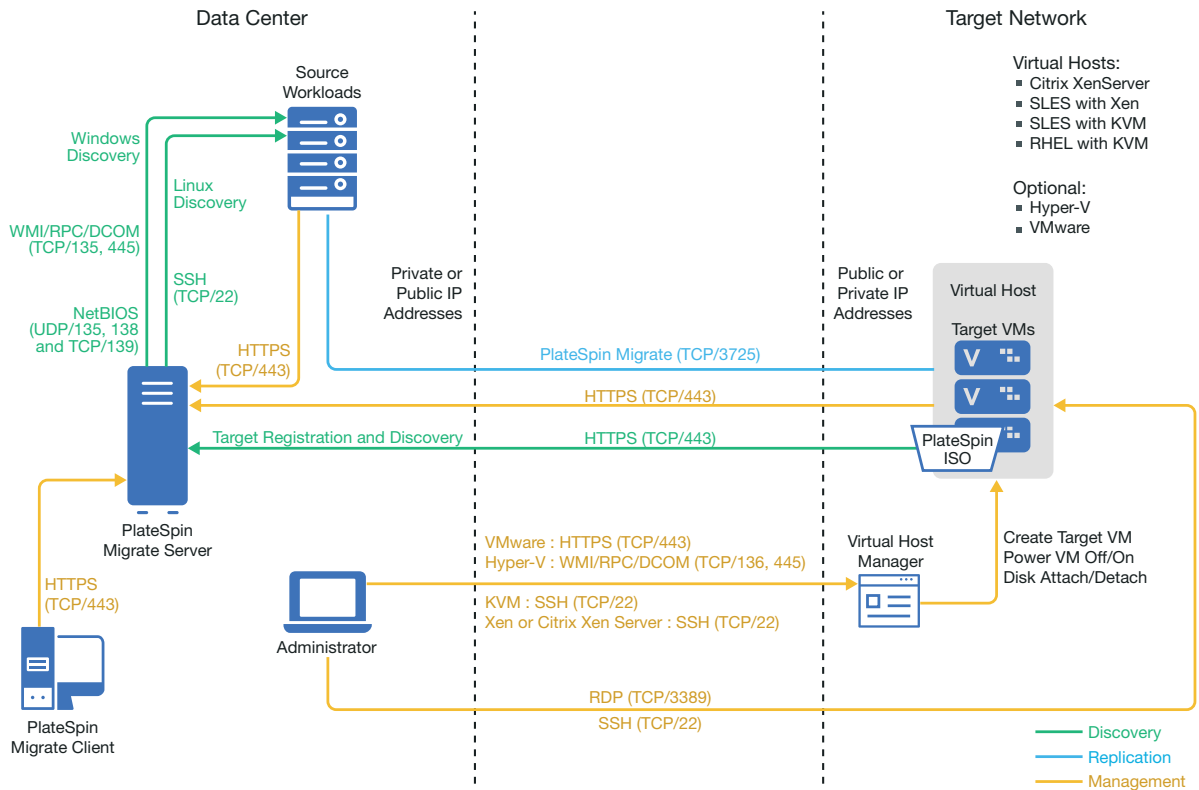 Data Center
Target Network
Virtual Hosts:
Citrix XenServer
SLES with Xen
SLES with KVM
RHEL with KVM
Optional:
Hyper-V
VMware
Source
Workloads
Windows
Discovery
Linux
Discovery
WMI/RPC/DCOM
(TCP/135, 445)
SSH
(TCP/22)
NetBIOS
(UDP/135, 138
and TCP/139)
HTTPS
(TCP/443)
Private or
Public IP
Addresses
Public or
Private IP
Addresses
Virtual Host
Target VMs
V
V
PlateSpin
ISO
PlateSpin Migrate (TCP/3725)
HTTPS (TCP/443)
Target Registration and Discovery
HTTPS (TCP/443)
PlateSpin
Migrate Server
HTTPS
(TCP/443)
PlateSpin
Migrate Client
Administrator
VMware : HTTPS (TCP/443)
Hyper-V : WMI/RPC/DCOM (TCP/136, 445)
KVM : SSH (TCP/22)
Xen or Citrix Xen Server : SSH (TCP/22)
Virtual Host
Manager
Create Target VM
Power VM Off/On
Disk Attach/Detach
RDP (TCP/3389)
SSH (TCP/22)
Discovery
Replication
Management